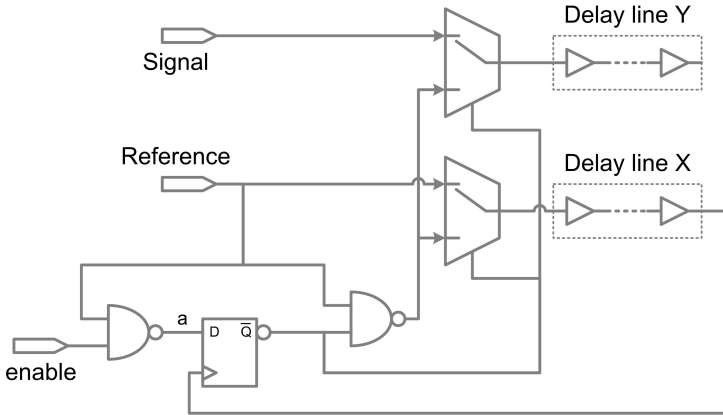 Delay line Y
Signal
Reference
Delay line X
a
D Q̅
enable